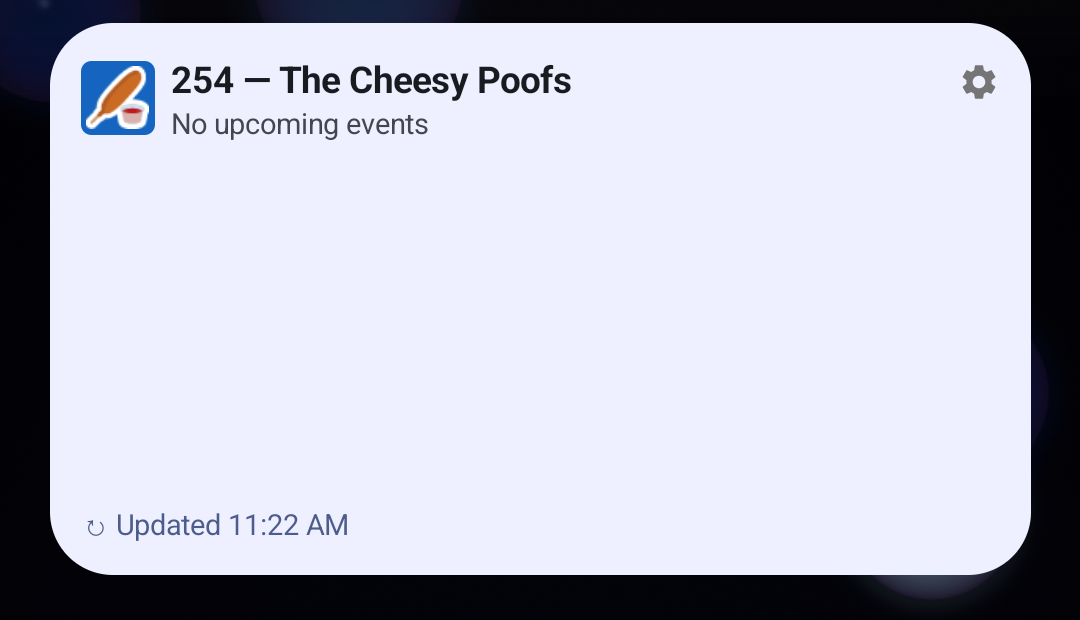 254 — The Cheesy Poofs
No upcoming events
Updated 11:22 AM